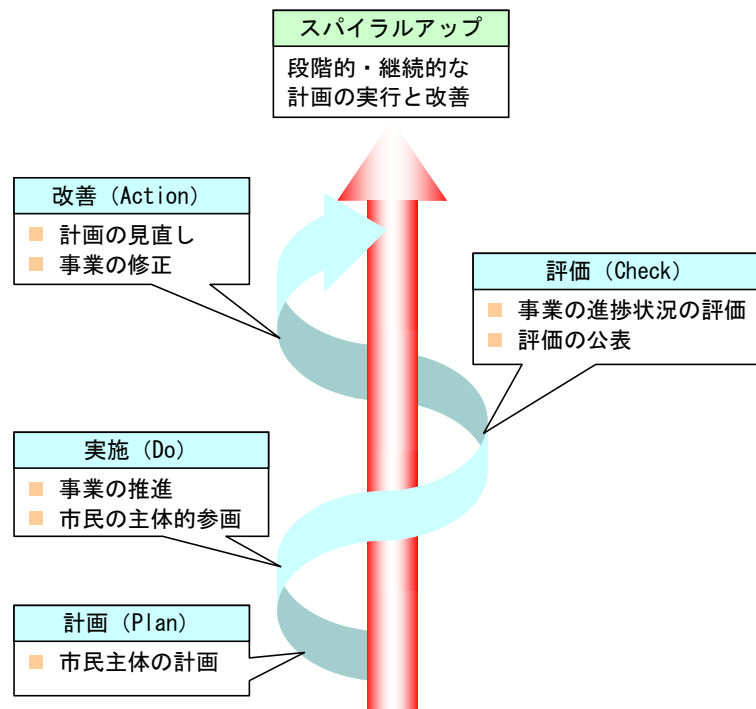 スパイラルアップ
段階的・継続的な
計画の実行と改善
改善（Action）
計画の見直し
事業の修正
評価（Check）
事業の進捗状況の評価
評価の公表
実施（Do）
事業の推進
市民の主体的参画
計画（Plan）
市民主体の計画